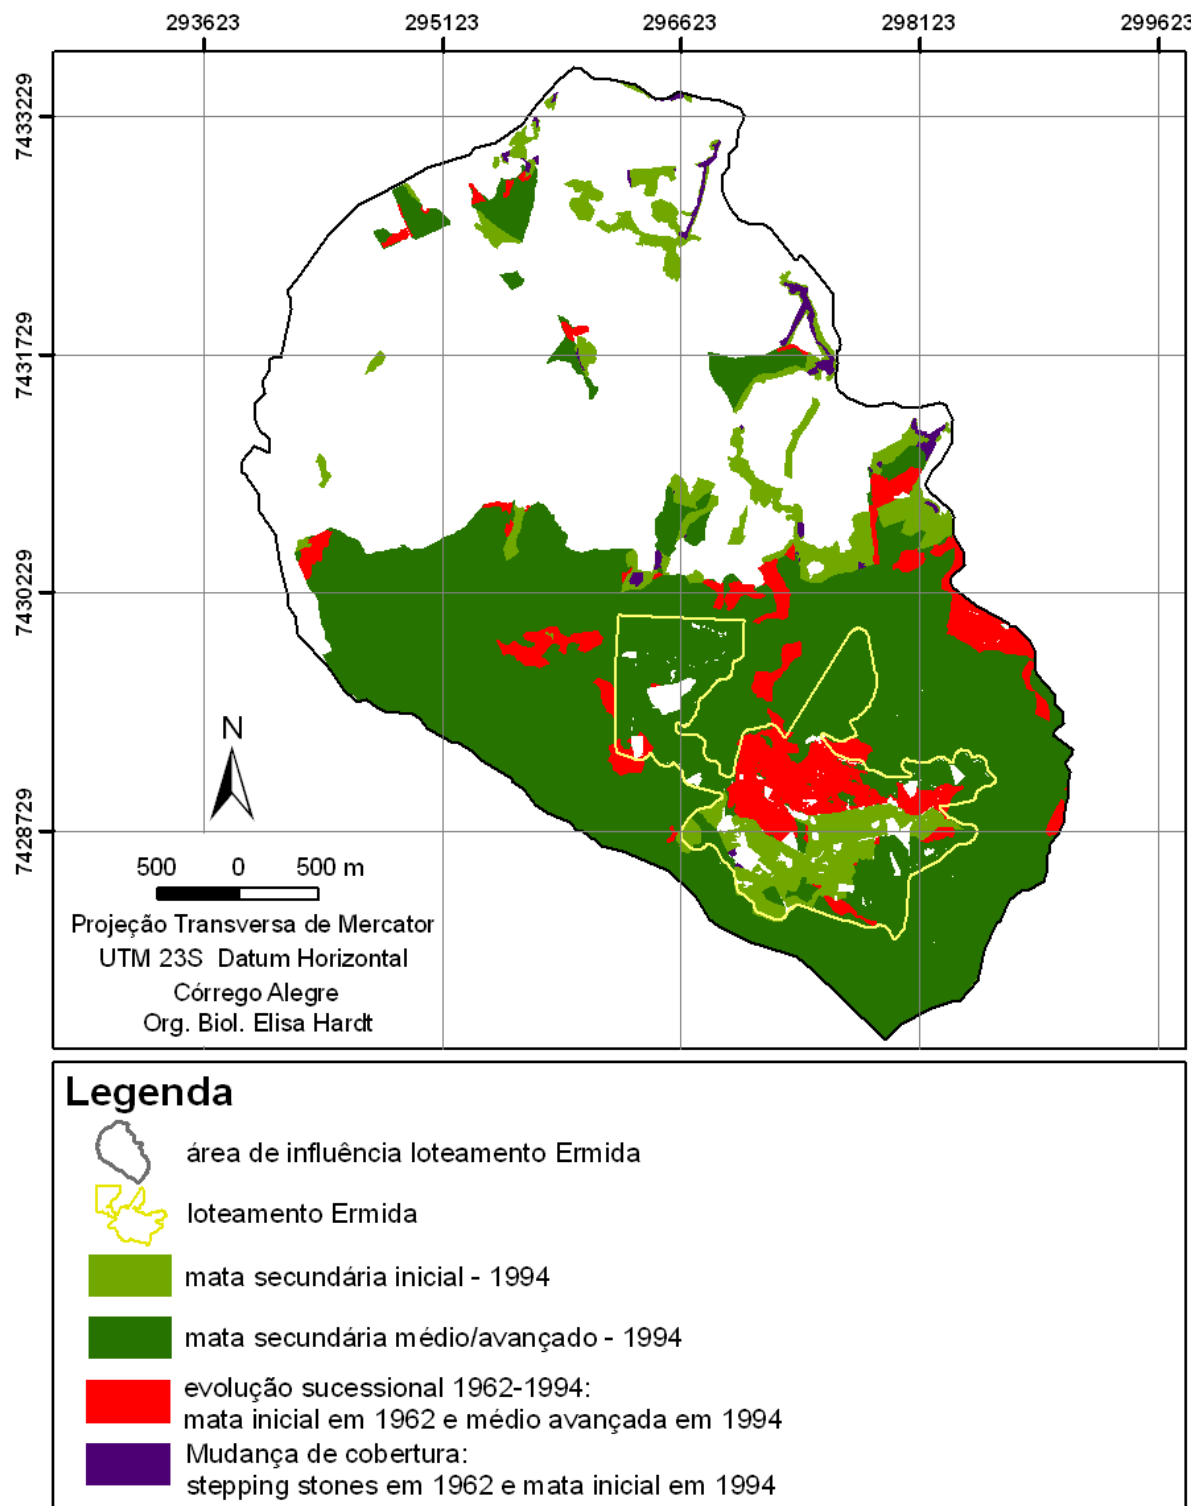 293623 295123 296623 298123 299623
7433229
7431729
7430229
7428729
N
500 0 500 m
Projeção Transversa de Mercator
UTM 23S Datum Horizontal
Córrego Alegre
Org. Biol. Elisa Hardt
Legenda
área de influência loteamento Ermida
loteamento Ermida
mata secundária inicial - 1994
mata secundária médio/avançado - 1994
evolução sucessional 1962-1994:
mata inicial em 1962 e médio avançada em 1994
Mudança de cobertura:
stepping stones em 1962 e mata inicial em 1994